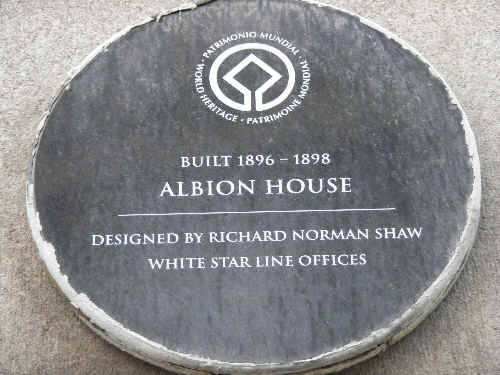 PATRIMONIO MUNDIAL • WORLD HERITAGE • PATRIMOINE MONDIAL •
BUILT 1896 – 1898
ALBION HOUSE
DESIGNED BY RICHARD NORMAN SHAW
WHITE STAR LINE OFFICES